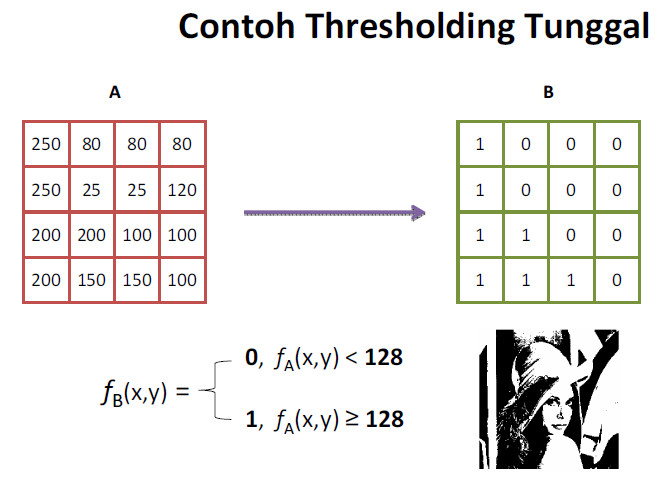 Contoh Thresholding Tunggal
A B
250 80 80 80 1 0 0 0
250 25 25 120 1 0 0 0
200 200 100 100 1 1 0 0
200 150 150 100 1 1 1 0
0, fA(x,y) < 128
fB(x,y) =
1, fA(x,y) ≥ 128